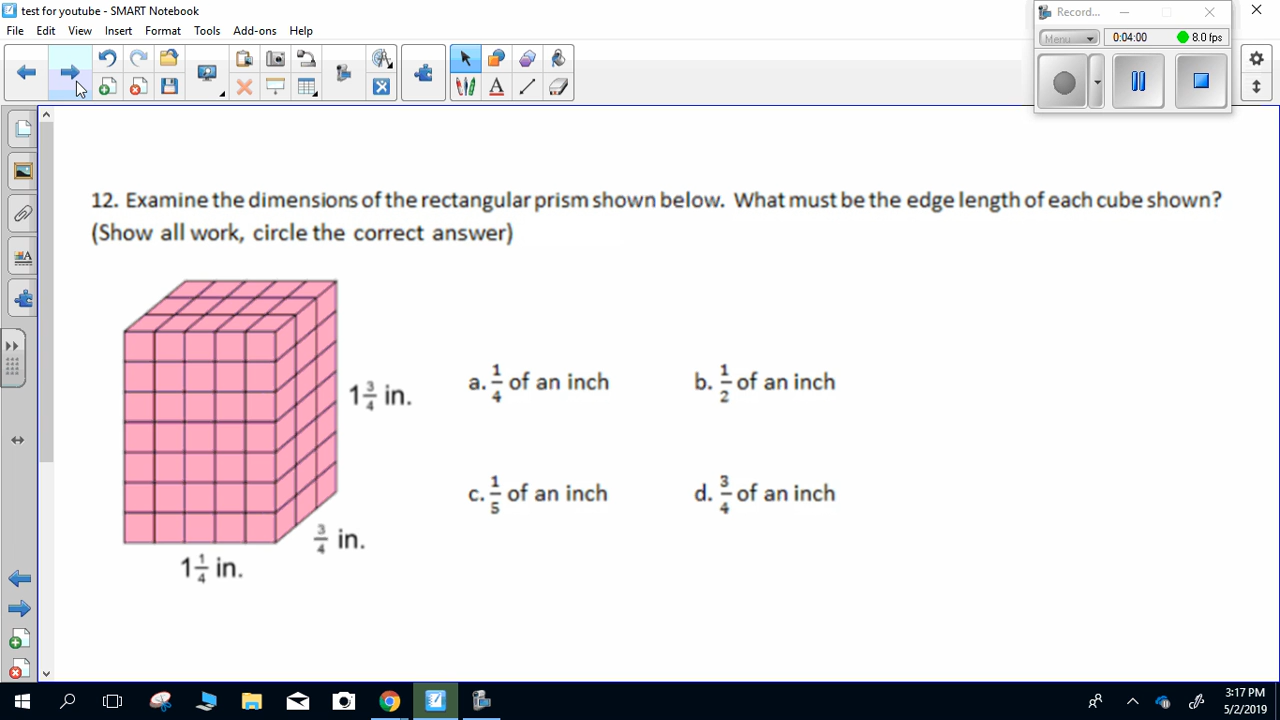 test for youtube - SMART Notebook
File Edit View Insert Format Tools Add-ons Help
Record...
Menu 0:04:00 8.0 fps
12. Examine the dimensions of the rectangular prism shown below. What must be the edge length of each cube shown?
(Show all work, circle the correct answer)
1 3/4 in.
3/4 in.
1 1/4 in.
a. 1/4 of an inch b. 1/2 of an inch
c. 1/5 of an inch d. 3/4 of an inch
3:17 PM
5/2/2019